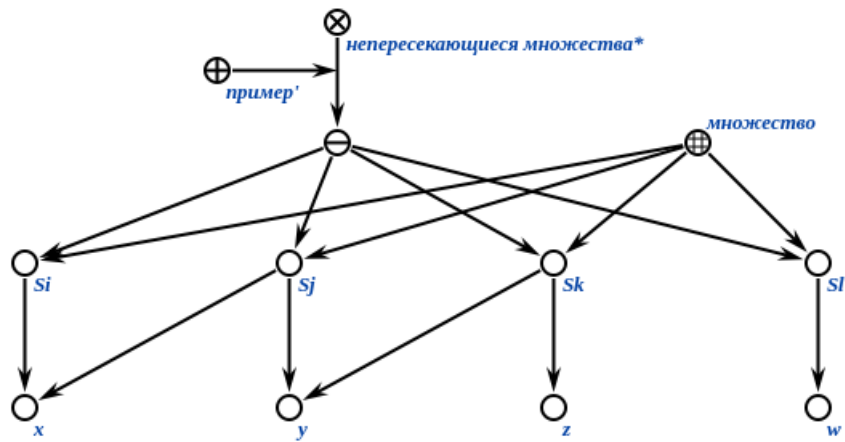 непересекающиеся множества*
пример'
множество
Si
Sj
Sk
Sl
x
y
z
w